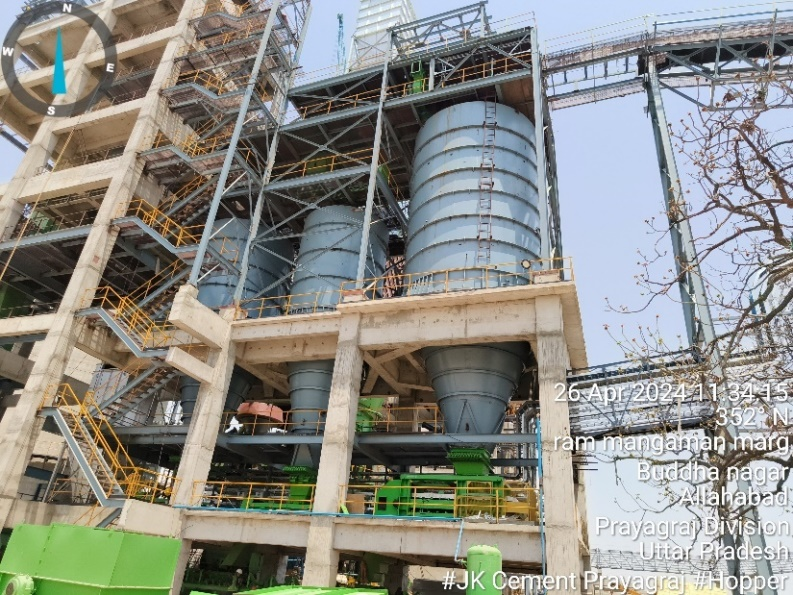 N
W
E
S
26 Apr 2024 11:34:15
352° N
ram mangaman marg
Buddha nagar
Allahabad
Prayagraj Division
Uttar Pradesh
#JK Cement Prayagraj #Hopper